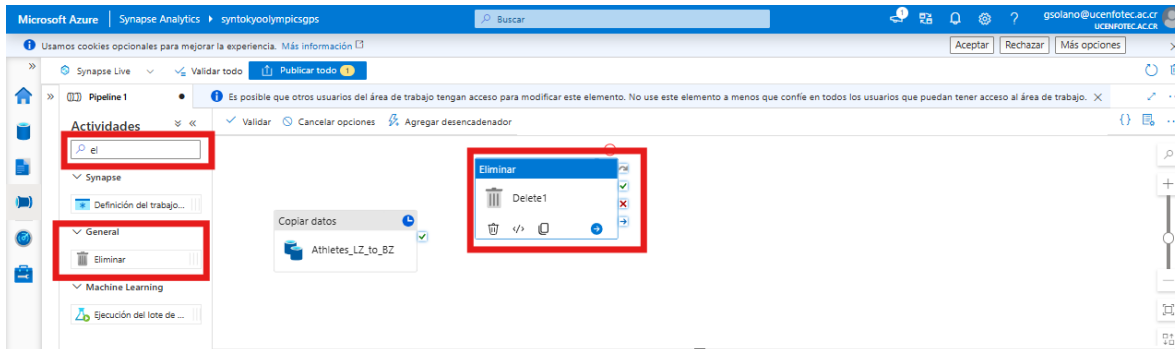 Microsoft Azure | Synapse Analytics ▸ syntokyoolympicsgps
Buscar
gsolano@ucenfotec.ac.cr
UCENFOTEC.AC.CR
Usamos cookies opcionales para mejorar la experiencia. Más información
Aceptar Rechazar Más opciones
Synapse Live Validar todo Publicar todo 1
Pipeline 1
Es posible que otros usuarios del área de trabajo tengan acceso para modificar este elemento. No use este elemento a menos que confíe en todos los usuarios que puedan tener acceso al área de trabajo.
Actividades
Validar Cancelar opciones Agregar desencadenador
el
Synapse
Definición del trabajo...
General
Eliminar
Machine Learning
Ejecución del lote de ...
Eliminar
Delete1
Copiar datos
Athletes_LZ_to_BZ